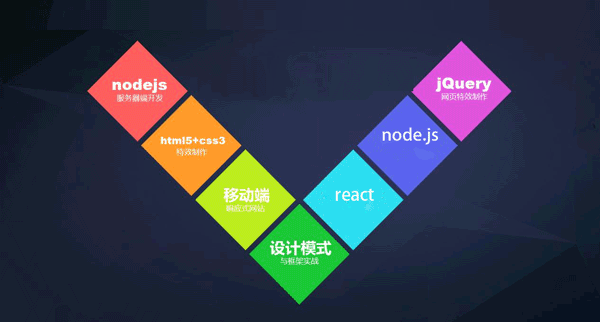 nodejs
服务器端开发
html5+css3
特效制作
移动端
响应式网站
设计模式
与框架实战
react
node.js
jQuery
网页特效制作